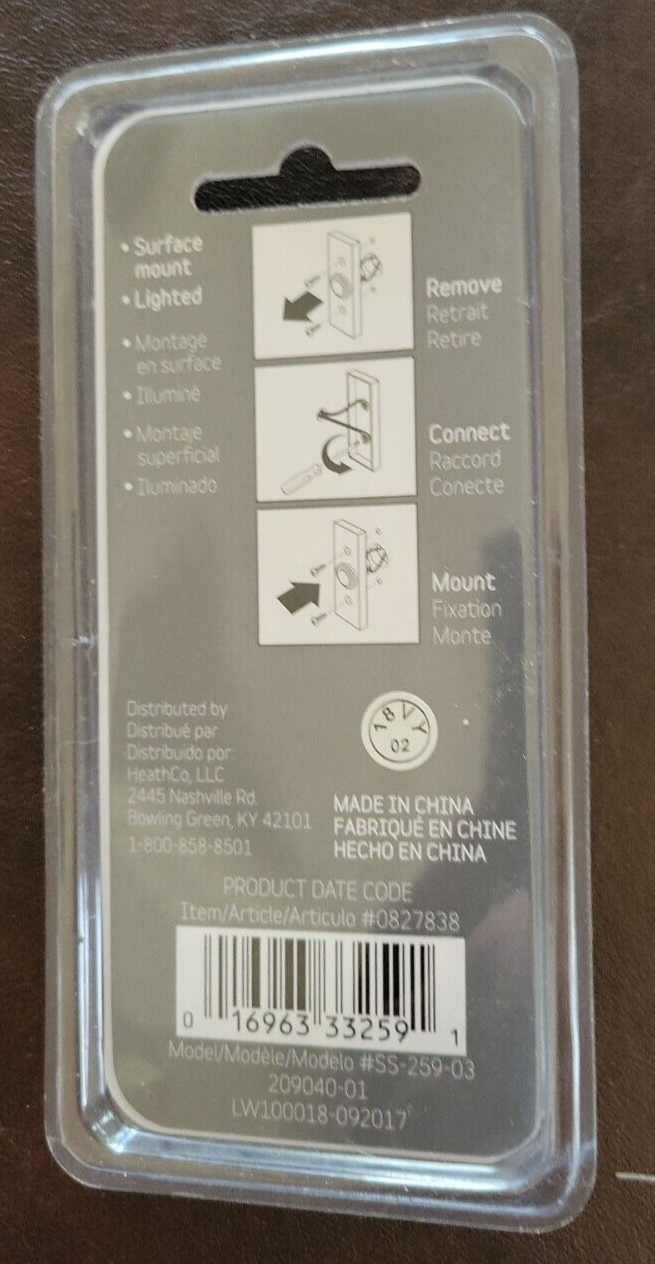 • Surface
mount
• Lighted
• Montage
en surface
• Illuminé
• Montaje
superficial
• Iluminado
Remove
Retrait
Retire
Connect
Raccord
Conecte
Mount
Fixation
Monte
Distributed by
Distribué par
Distribuido por:
HeathCo, LLC
2445 Nashville Rd.
Bowling Green, KY 42101
1-800-858-8501
18VY
02
MADE IN CHINA
FABRIQUÉ EN CHINE
HECHO EN CHINA
PRODUCT DATE CODE
Item/Article/Articulo #0827838
0 16963 33259 1
Model/Modèle/Modelo #SS-259-03
209040-01
LW100018-092017